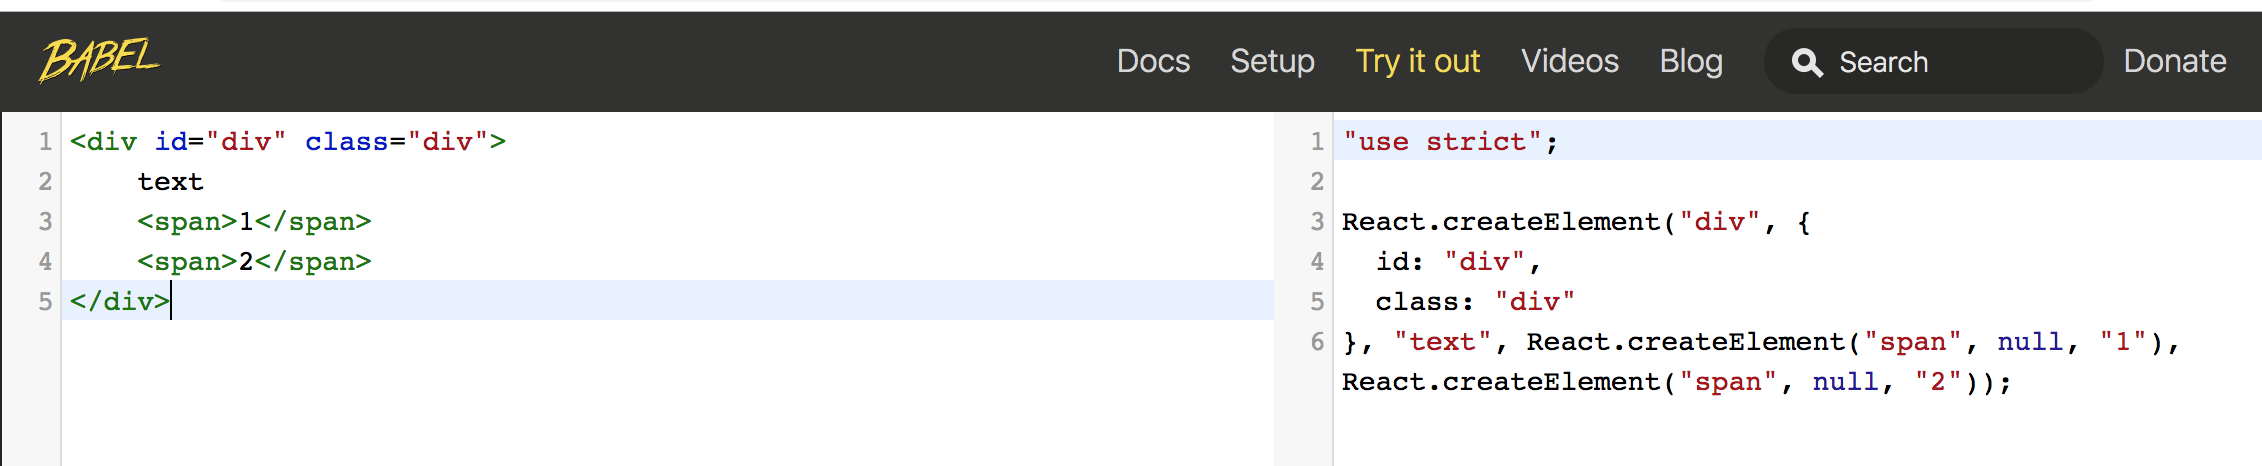 BABEL
Docs Setup Try it out Videos Blog Search Donate
1 <div id="div" class="div">
2     text
3     <span>1</span>
4     <span>2</span>
5 </div>
1 "use strict";
2
3 React.createElement("div", {
4   id: "div",
5   class: "div"
6 }, "text", React.createElement("span", null, "1"),
React.createElement("span", null, "2"));